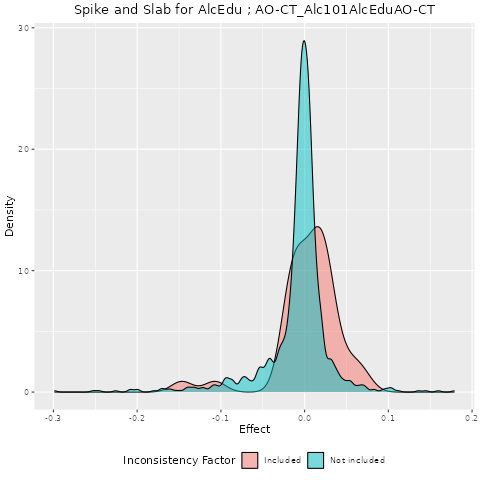 Spike and Slab for AlcEdu ; AO-CT_Alc101AlcEduAO-CT
30
20
10
0
Density
-0.3 -0.2 -0.1 0.0 0.1 0.2
Effect
Inconsistency Factor Included Not included